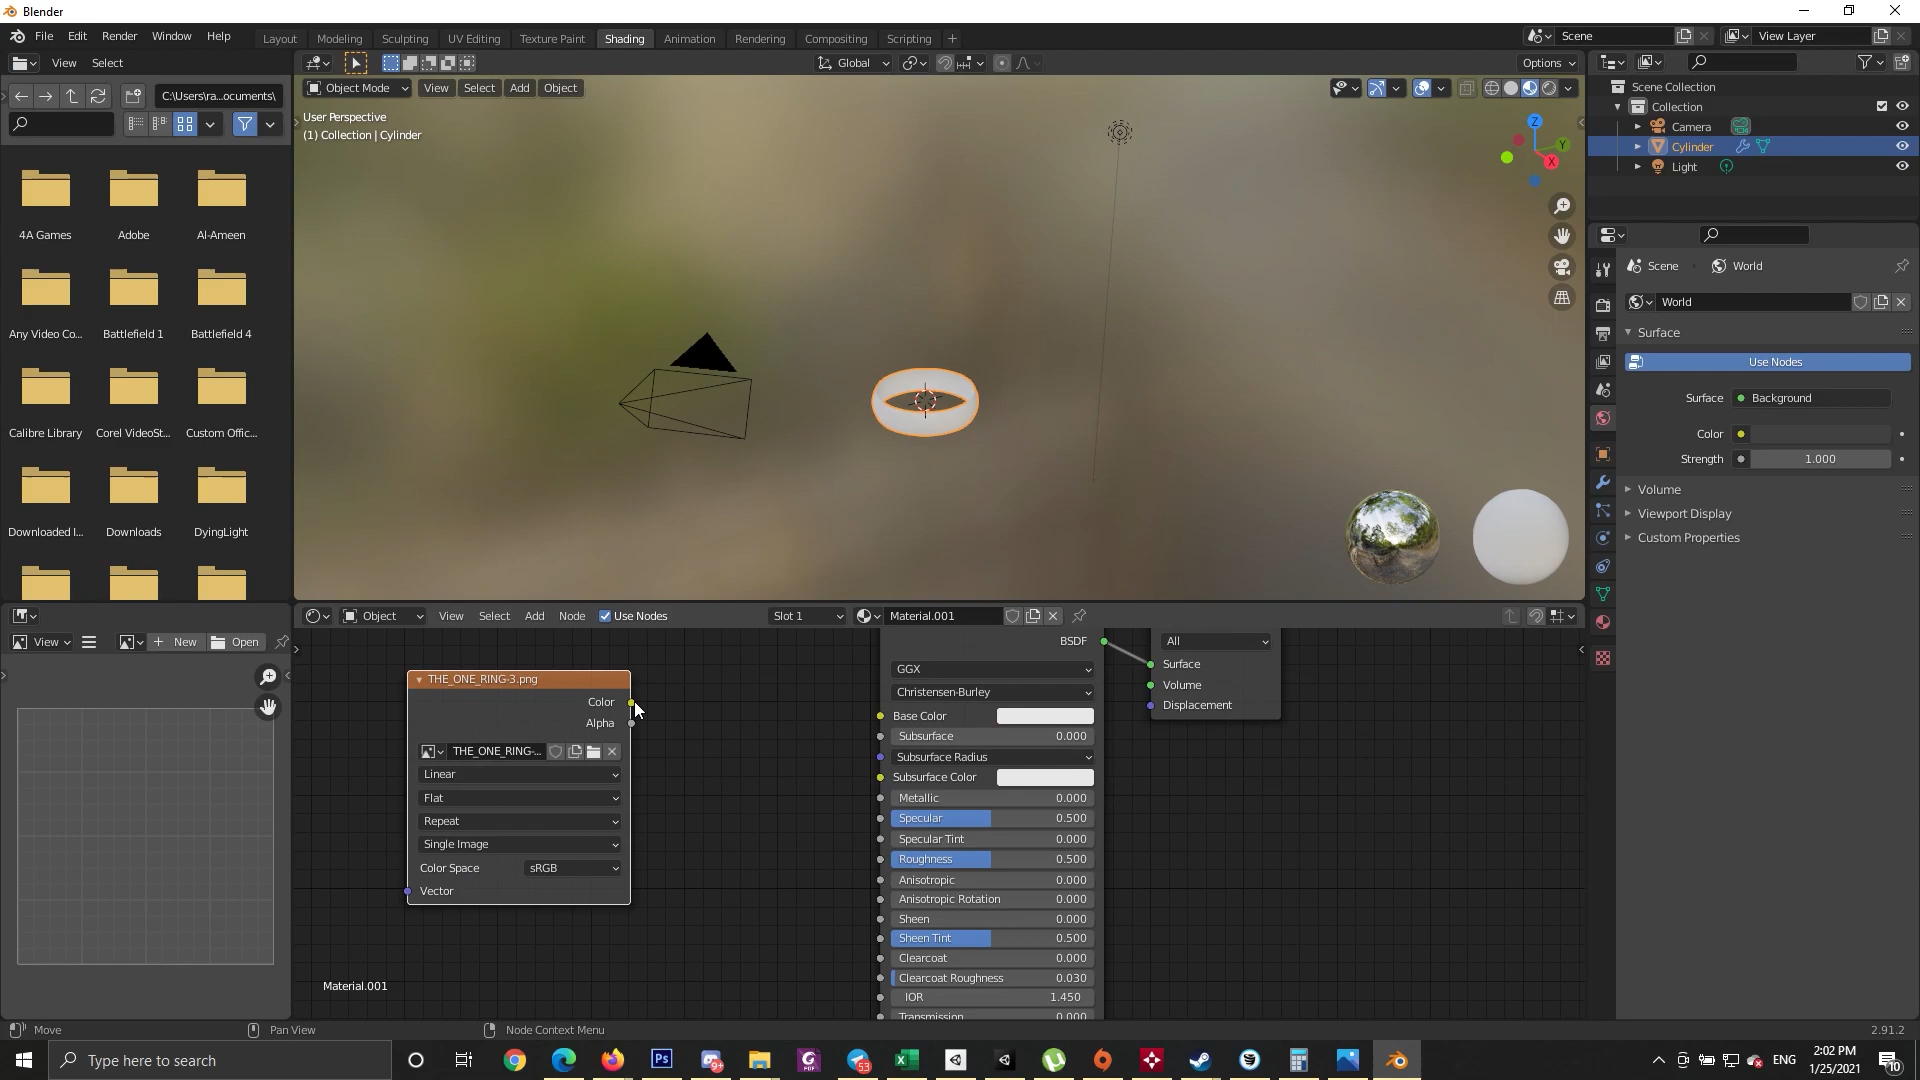 Blender
File Edit Render Window Help
Layout Modeling Sculpting UV Editing Texture Paint Shading Animation Rendering Compositing Scripting
Scene
View Layer
View Select
Global
Options
C:\Users\ra...ocuments\
Object Mode View Select Add Object
User Perspective
(1) Collection | Cylinder
Z
Y
X
4A Games Adobe Al-Ameen
Any Video Co... Battlefield 1 Battlefield 4
Calibre Library Corel VideoSt... Custom Offic...
Downloaded I... Downloads DyingLight
Scene Collection
Collection
Camera
Cylinder
Light
Scene World
World
Surface
Use Nodes
Surface Background
Color
Strength 1.000
Volume
Viewport Display
Custom Properties
View New Open
Object View Select Add Node Use Nodes Slot 1 Material.001
THE_ONE_RING-3.png
Color
Alpha
THE_ONE_RING-...
Linear
Flat
Repeat
Single Image
Color Space sRGB
Vector
Material.001
BSDF
GGX
Christensen-Burley
Base Color
Subsurface 0.000
Subsurface Radius
Subsurface Color
Metallic 0.000
Specular 0.500
Specular Tint 0.000
Roughness 0.500
Anisotropic 0.000
Anisotropic Rotation 0.000
Sheen 0.000
Sheen Tint 0.500
Clearcoat 0.000
Clearcoat Roughness 0.030
IOR 1.450
Transmission 0.000
All
Surface
Volume
Displacement
Move Pan View Node Context Menu 2.91.2
Type here to search
Ps
9+
PDF
53
ENG
2:02 PM
1/25/2021
10